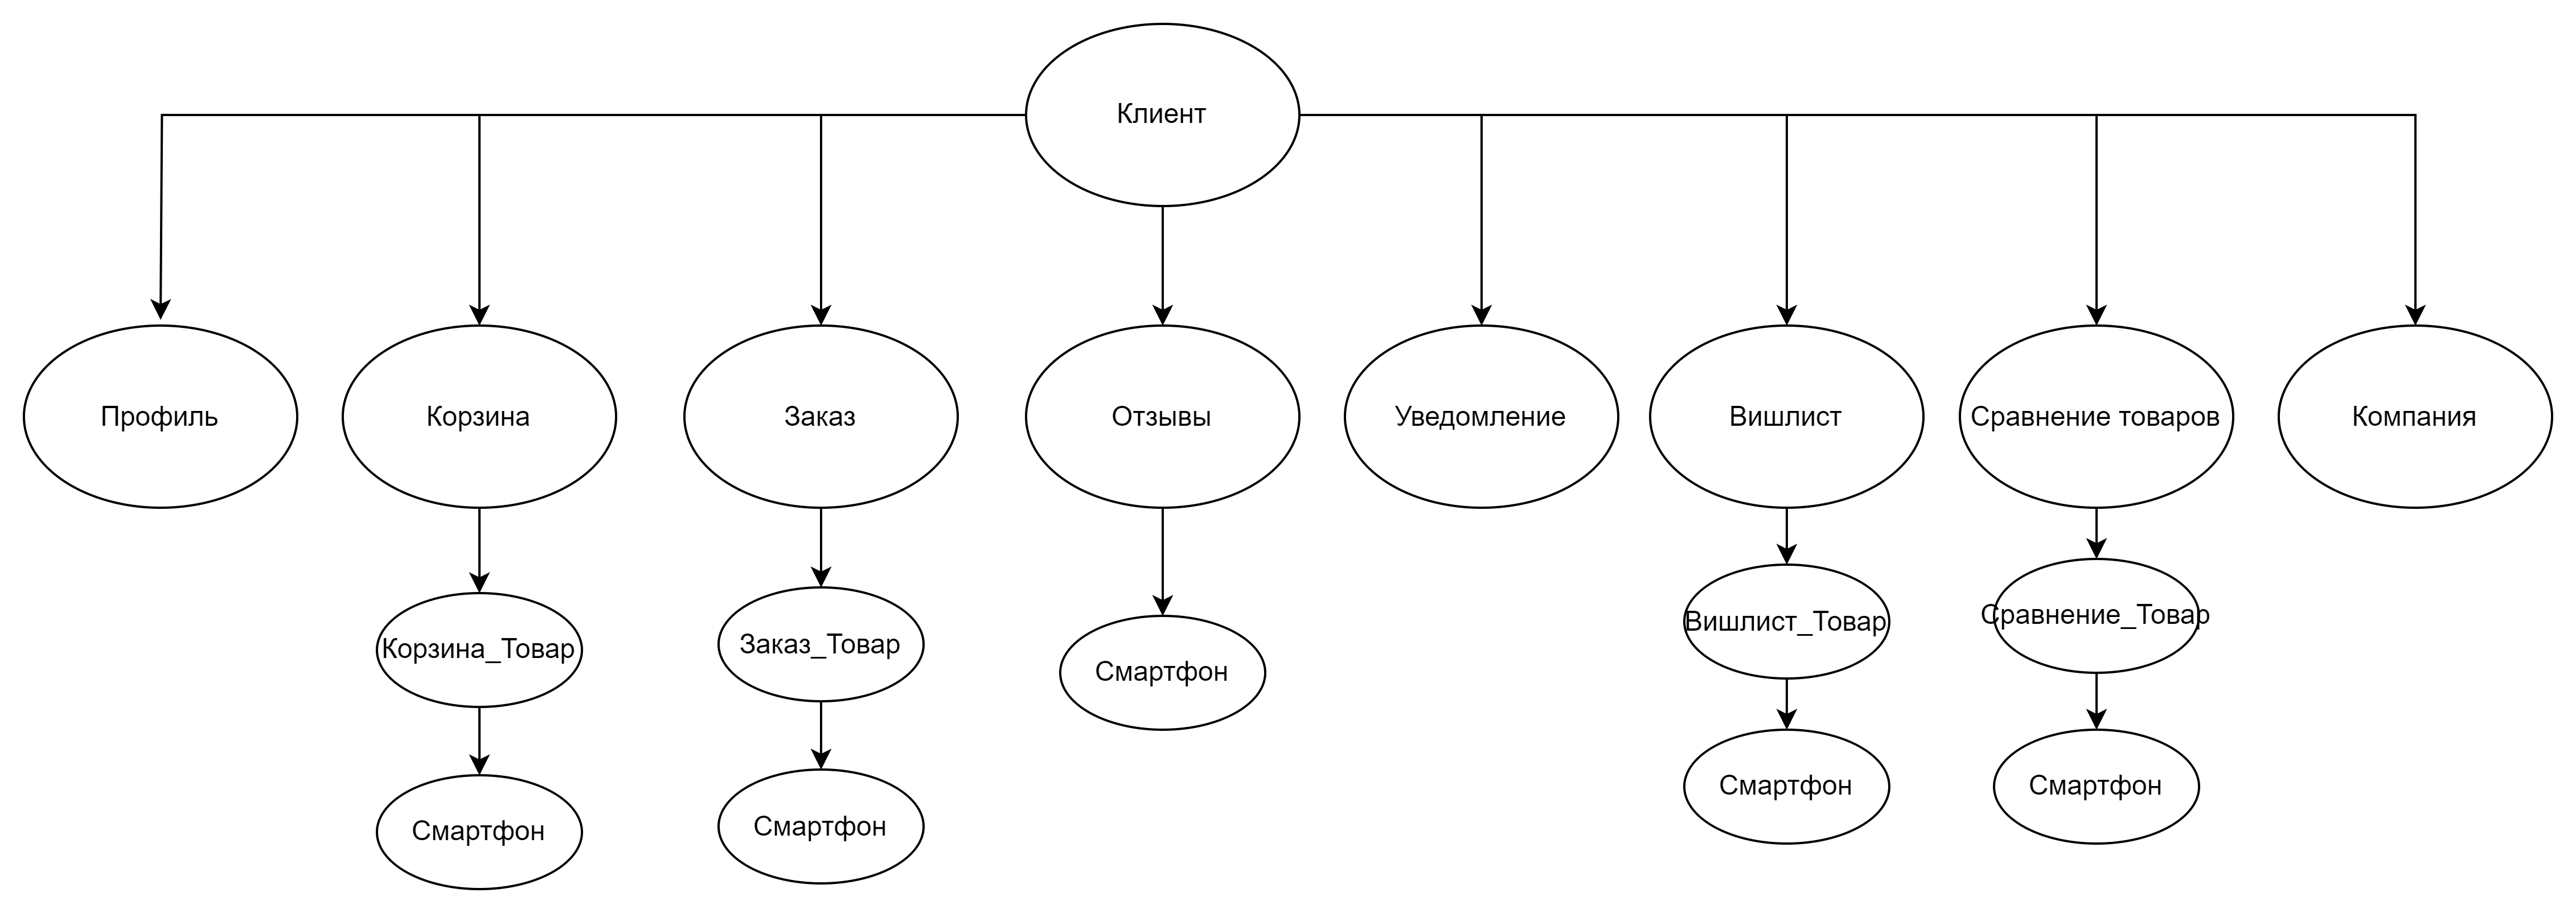 Клиент
Профиль
Корзина
Заказ
Отзывы
Уведомление
Вишлист
Сравнение товаров
Компания
Корзина_Товар
Заказ_Товар
Смартфон
Вишлист_Товар
Сравнение_Товар
Смартфон
Смартфон
Смартфон
Смартфон